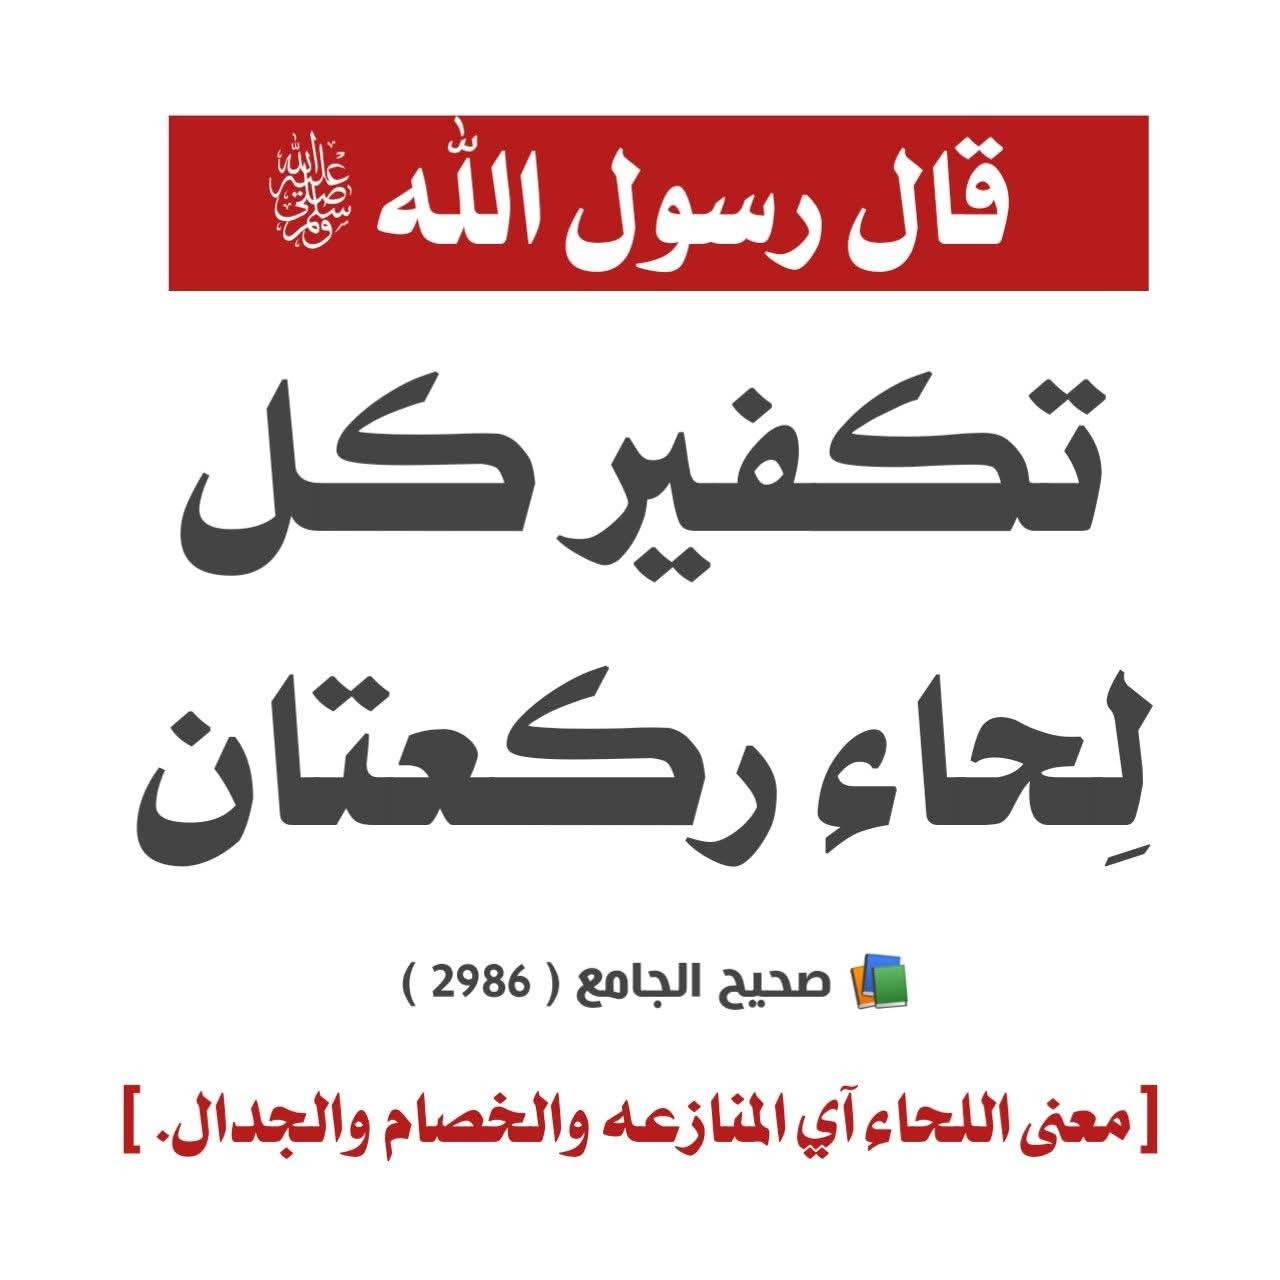 قال رسول الله ﷺ
تكفير كل
لِحاء ركعتان
صحيح الجامع ( 2986 )
[ معنى اللحاء آي المنازعه والخصام والجدال. ]